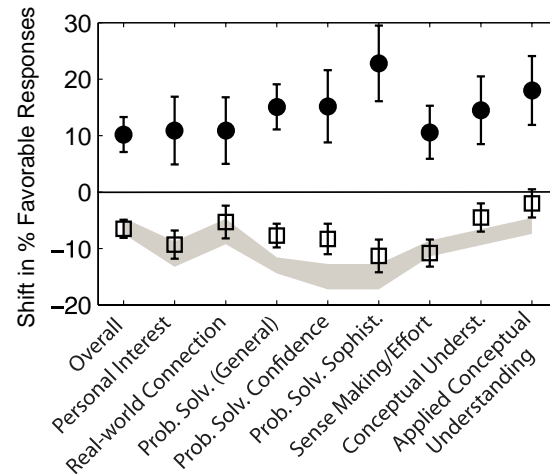 Shift in % Favorable Responses
30
20
10
0
−10
−20
Overall
Personal Interest
Real-world Connection
Prob. Solv. (General)
Prob. Solv. Confidence
Prob. Solv. Sophist.
Sense Making/Effort
Conceptual Underst.
Applied Conceptual
Understanding